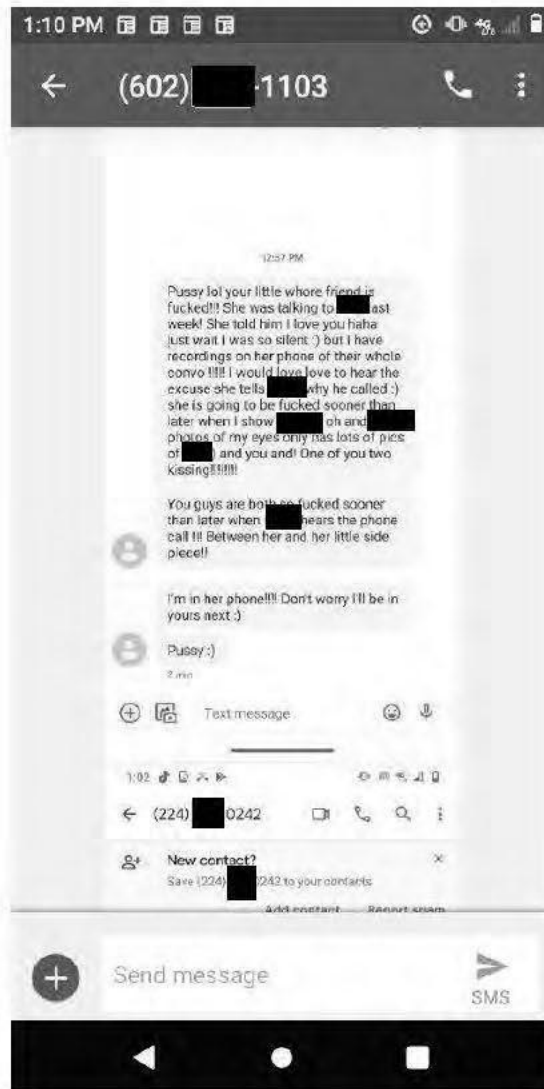 1:10 PM
(602) -1103
12:57 PM
Pussy lol your little whore friend is
fucked!!! She was talking to ast
week! She told him I love you haha
just wait I was so silent :) but I have
recordings on her phone of their whole
convo !!!!! I would love love to hear the
excuse she tells why he called :)
she is going to be fucked sooner than
later when I show oh and
photos of my eyes only has lots of pics
of ) and you and! One of you two
kissing!!!!!!!!
You guys are both so fucked sooner
than later when hears the phone
call !!! Between her and her little side
piece!!
I'm in her phone!!!! Don't worry I'll be in
yours next :)
Pussy :)
2 min
Text message
1:02
(224) 0242
New contact?
Save (224) 0242 to your contacts
Add contact Report spam
Send message
SMS